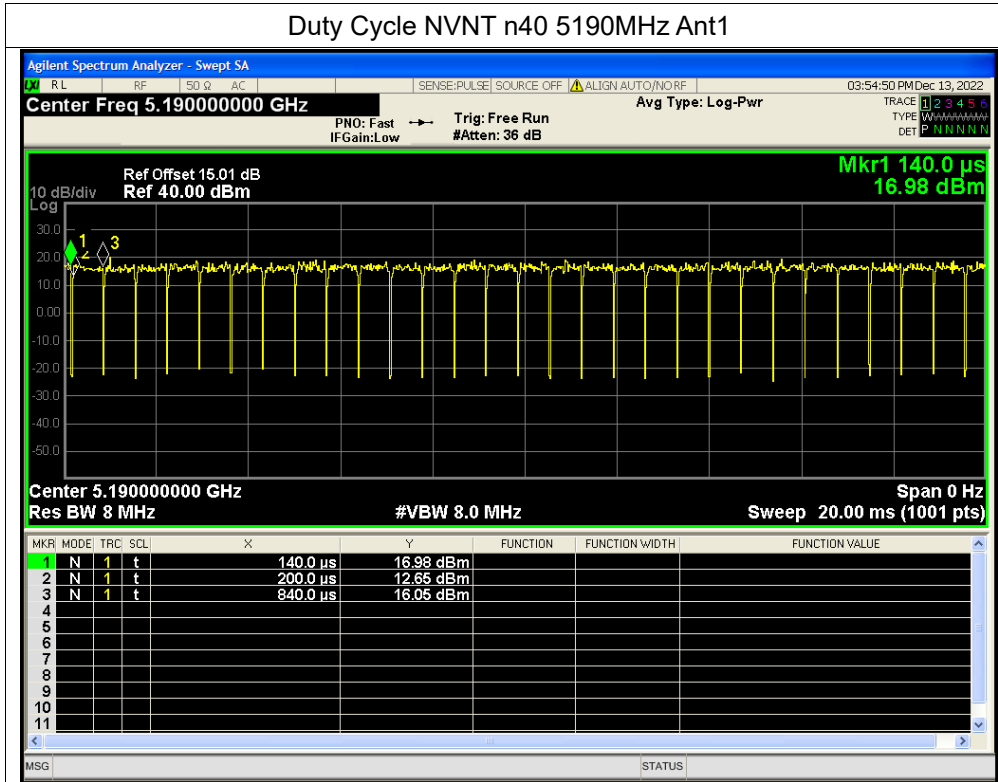 Duty Cycle NVNT n40 5190MHz Ant1
Agilent Spectrum Analyzer - Swept SA
LXI RL RF 50 Ω AC SENSE:PULSE SOURCE OFF ALIGN AUTO/NO RF 03:54:50 PM Dec 13, 2022
Center Freq 5.190000000 GHz Avg Type: Log-Pwr TRACE 1 2 3 4 5 6
PNO: Fast Trig: Free Run TYPE WWWWWW
IFGain:Low #Atten: 36 dB DET P N N N N N
Mkr1 140.0 µs
16.98 dBm
Ref Offset 15.01 dB
10 dB/div Ref 40.00 dBm
Log
30.0
20.0
10.0
0.00
-10.0
-20.0
-30.0
-40.0
-50.0
1 2 3
Center 5.190000000 GHz Span 0 Hz
Res BW 8 MHz #VBW 8.0 MHz Sweep 20.00 ms (1001 pts)
MKR MODE TRC SCL X Y FUNCTION FUNCTION WIDTH FUNCTION VALUE
1 N 1 t 140.0 µs 16.98 dBm
2 N 1 t 200.0 µs 12.65 dBm
3 N 1 t 840.0 µs 16.05 dBm
4
5
6
7
8
9
10
11
MSG STATUS